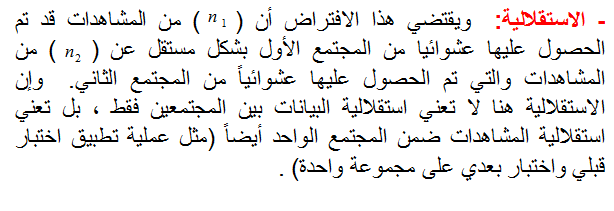 - الاستقلالية: ويقتضي هذا الافتراض أن ( n₁ ) من المشاهدات قد تم
الحصول عليها عشوائيا من المجتمع الأول بشكل مستقل عن ( n₂ ) من
المشاهدات والتي تم الحصول عليها عشوائياً من المجتمع الثاني. وإن
الاستقلالية هنا لا تعني استقلالية البيانات بين المجتمعين فقط ، بل تعني
استقلالية المشاهدات ضمن المجتمع الواحد أيضاً (مثل عملية تطبيق اختبار
قبلي واختبار بعدي على مجموعة واحدة) .